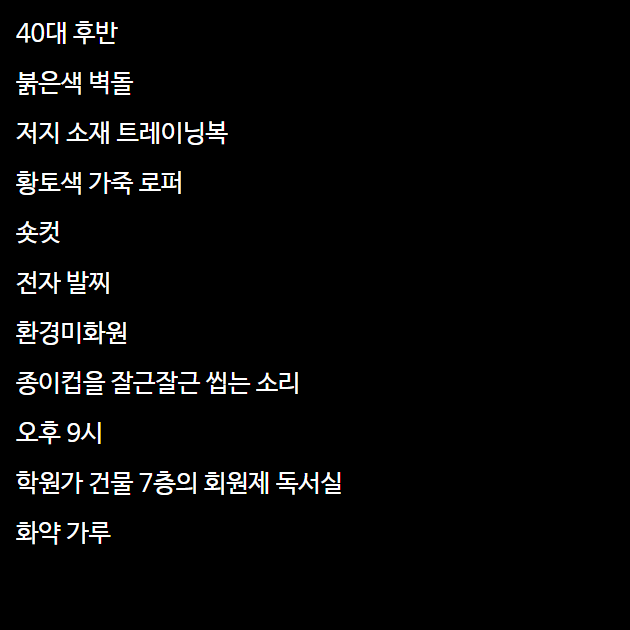 40대 후반
붉은색 벽돌
저지 소재 트레이닝복
황토색 가죽 로퍼
숏컷
전자 발찌
환경미화원
종이컵을 잘근잘근 씹는 소리
오후 9시
학원가 건물 7층의 회원제 독서실
화약 가루